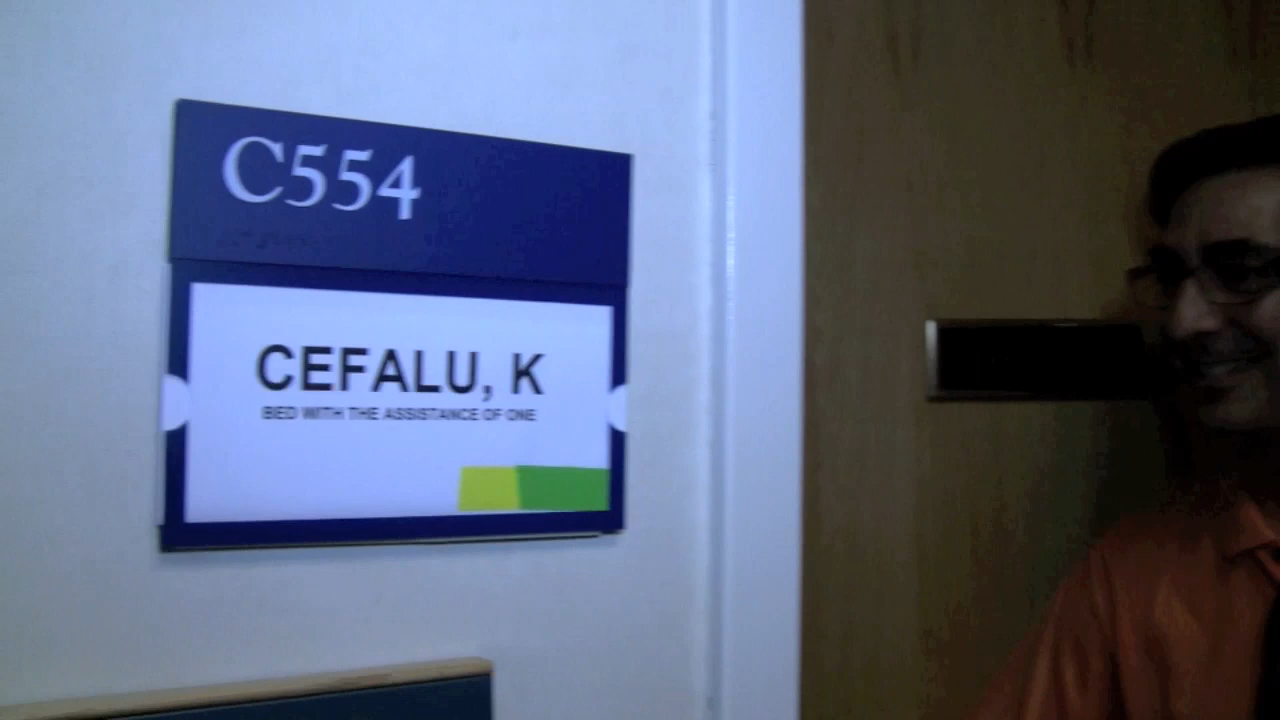 C554
CEFALU, K
BED WITH THE ASSISTANCE OF ONE